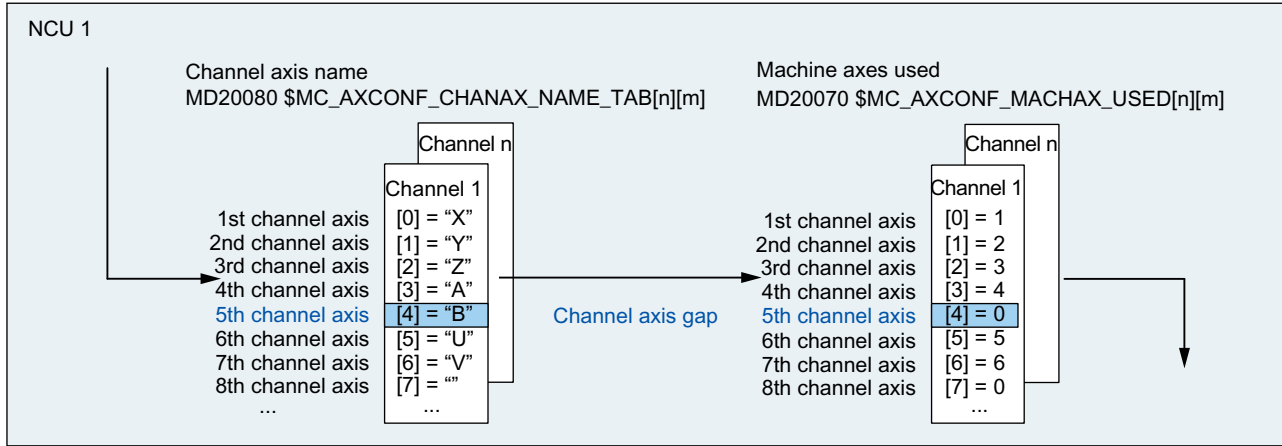 NCU 1
Channel axis name
MD20080 $MC_AXCONF_CHANAX_NAME_TAB[n][m]
Channel n
Channel 1
1st channel axis [0] = “X”
2nd channel axis [1] = “Y”
3rd channel axis [2] = “Z”
4th channel axis [3] = “A”
5th channel axis [4] = “B”
6th channel axis [5] = “U”
7th channel axis [6] = “V”
8th channel axis [7] = “”
... ...
Channel axis gap
Machine axes used
MD20070 $MC_AXCONF_MACHAX_USED[n][m]
Channel n
Channel 1
1st channel axis [0] = 1
2nd channel axis [1] = 2
3rd channel axis [2] = 3
4th channel axis [3] = 4
5th channel axis [4] = 0
6th channel axis [5] = 5
7th channel axis [6] = 6
8th channel axis [7] = 0
... ...